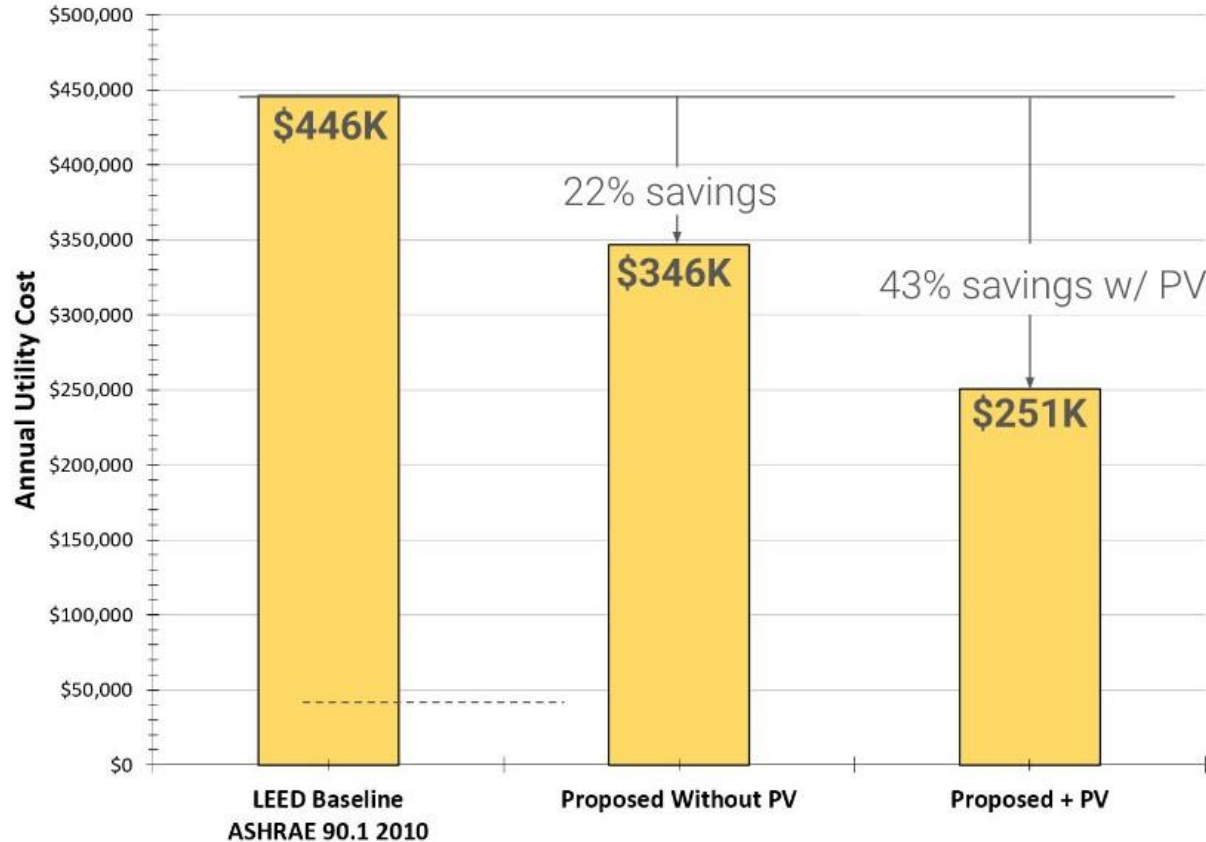 $500,000
$450,000
$400,000
$350,000
$300,000
$250,000
$200,000
$150,000
$100,000
$50,000
$0
Annual Utility Cost
$446K
22% savings
$346K
43% savings w/ PV
$251K
LEED Baseline
ASHRAE 90.1 2010
Proposed Without PV
Proposed + PV